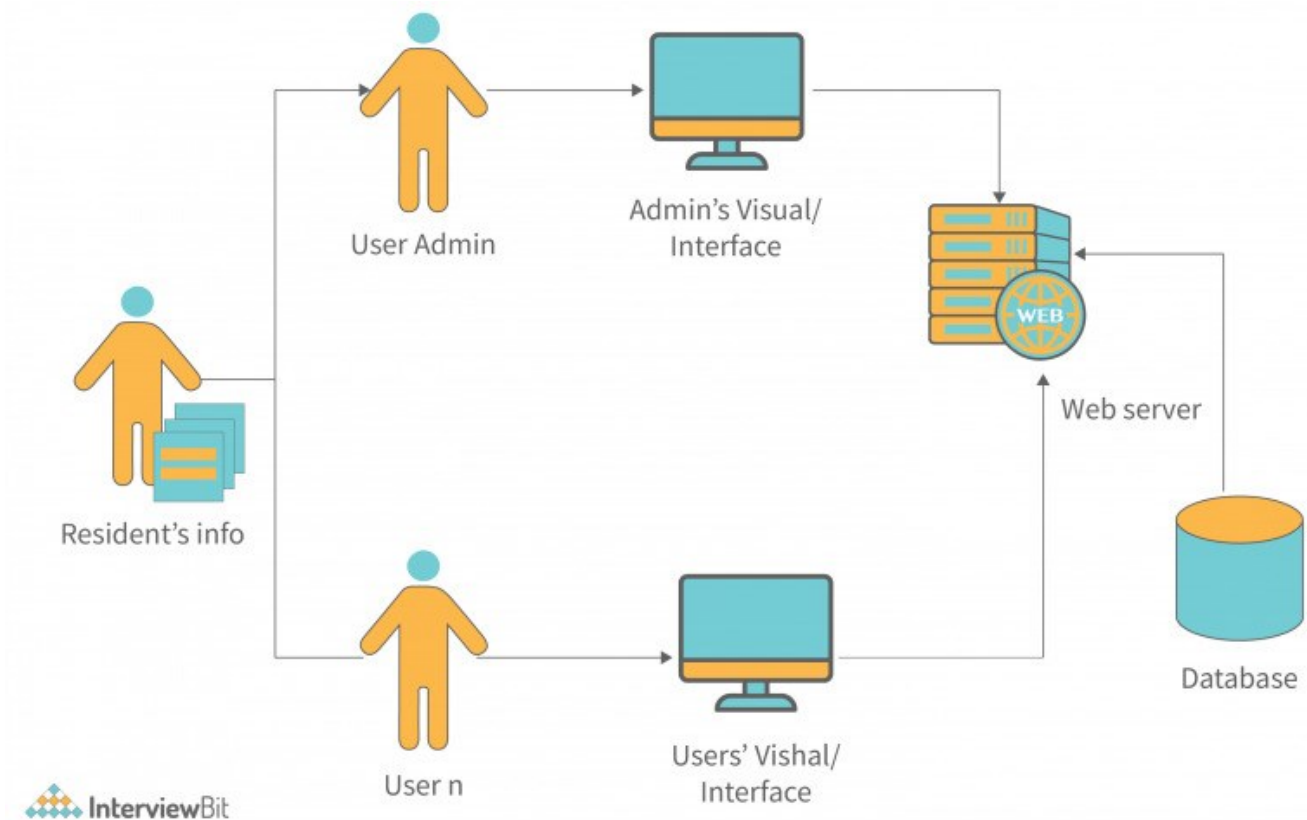 User Admin
Admin's Visual/
Interface
WEB
Web server
Resident's info
Database
User n
Users' Vishal/
Interface
InterviewBit